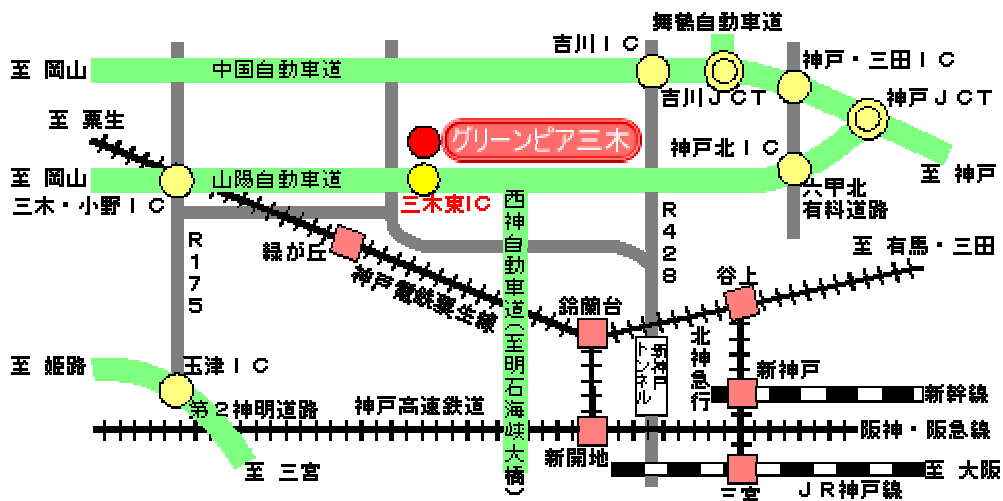 舞鶴自動車道
吉川ＩＣ
神戸・三田ＩＣ
至 岡山
中国自動車道
吉川ＪＣＴ
神戸ＪＣＴ
至 粟生
グリーンピア三木
神戸北ＩＣ
至 神戸
至 岡山
山陽自動車道
三木・小野ＩＣ
三木東IC
六甲北
有料道路
西神自動車道（至明石海峡大橋）
R428
R175
緑が丘
至 有馬・三田
神戸電鉄粟生線
谷上
鈴蘭台
北神急行
新神戸
トンネル
至 姫路
玉津ＩＣ
新神戸
新幹線
第２神明道路
神戸高速鉄道
阪神・阪急線
新開地
至 三宮
三宮
至 大阪
ＪＲ神戸線